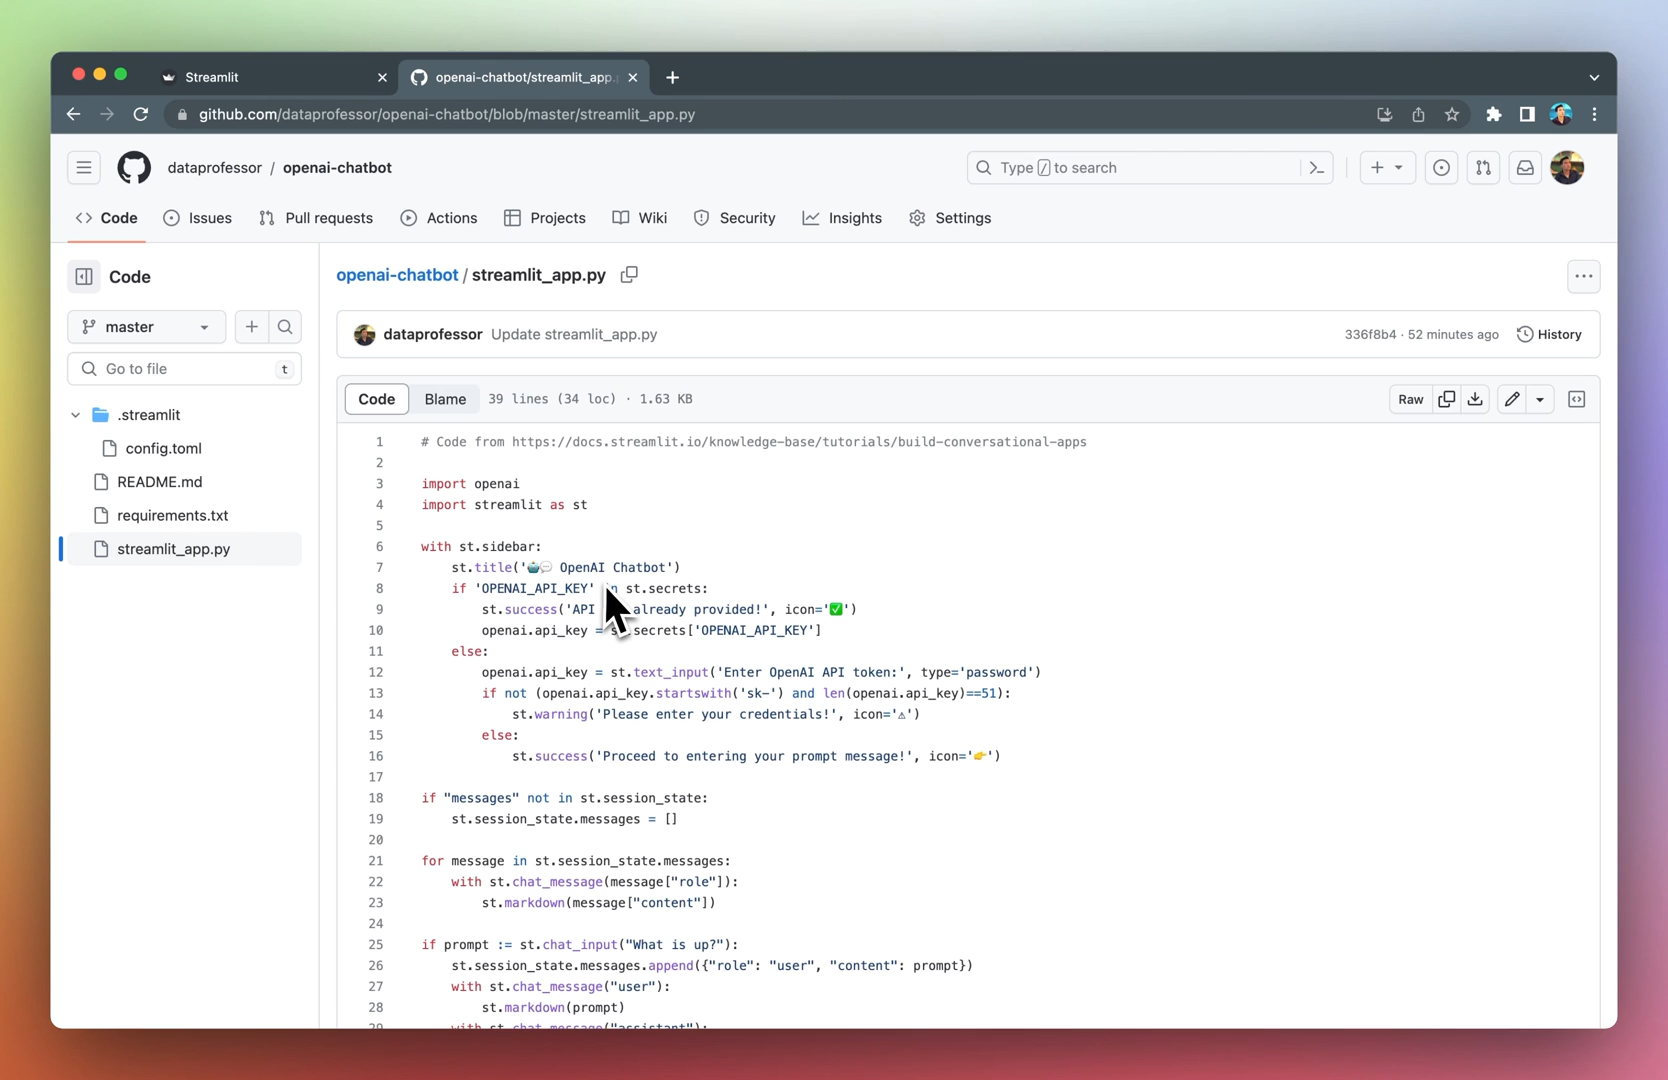 Streamlit
openai-chatbot/streamlit_app.
github.com/dataprofessor/openai-chatbot/blob/master/streamlit_app.py
dataprofessor / openai-chatbot
Type / to search
Code
Issues
Pull requests
Actions
Projects
Wiki
Security
Insights
Settings
Code
openai-chatbot / streamlit_app.py
master
dataprofessor Update streamlit_app.py
336f8b4 · 52 minutes ago
History
Go to file
t
.streamlit
config.toml
README.md
requirements.txt
streamlit_app.py
Code
Blame
39 lines (34 loc) · 1.63 KB
Raw
1 # Code from https://docs.streamlit.io/knowledge-base/tutorials/build-conversational-apps
2
3 import openai
4 import streamlit as st
5
6 with st.sidebar:
7 st.title('🤖💬 OpenAI Chatbot')
8 if 'OPENAI_API_KEY' in st.secrets:
9 st.success('API already provided!', icon='✅')
10 openai.api_key = st.secrets['OPENAI_API_KEY']
11 else:
12 openai.api_key = st.text_input('Enter OpenAI API token:', type='password')
13 if not (openai.api_key.startswith('sk-') and len(openai.api_key)==51):
14 st.warning('Please enter your credentials!', icon='⚠')
15 else:
16 st.success('Proceed to entering your prompt message!', icon='👉')
17
18 if "messages" not in st.session_state:
19 st.session_state.messages = []
20
21 for message in st.session_state.messages:
22 with st.chat_message(message["role"]):
23 st.markdown(message["content"])
24
25 if prompt := st.chat_input("What is up?"):
26 st.session_state.messages.append({"role": "user", "content": prompt})
27 with st.chat_message("user"):
28 st.markdown(prompt)
29 with st.chat_message("assistant"):